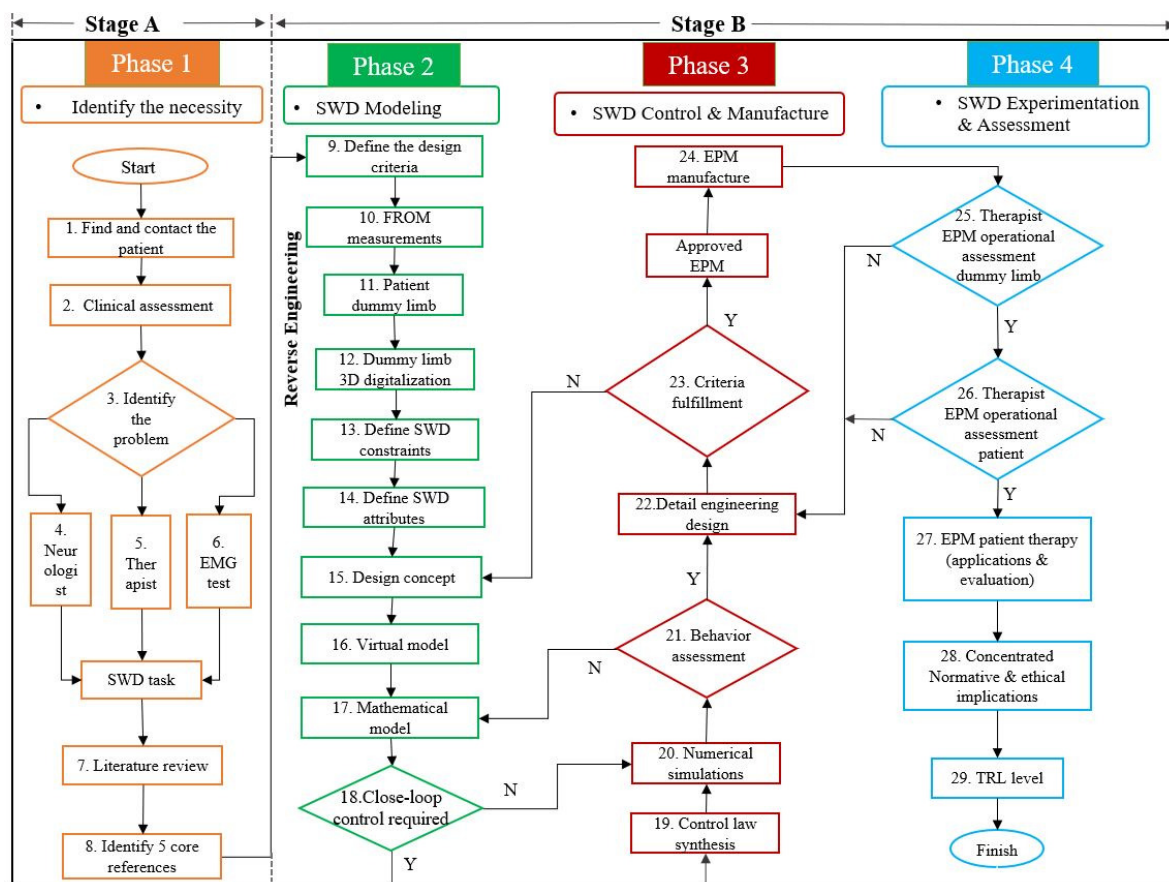 Stage A
Stage B
Phase 1
• Identify the necessity
Start
1. Find and contact the
patient
2. Clinical assessment
3. Identify
the
problem
4.
Neur
ologi
st
5.
Ther
apist
6.
EMG
test
SWD task
7. Literature review
8. Identify 5 core
references
Reverse Engineering
Phase 2
• SWD Modeling
9. Define the design
criteria
10. FROM
measurements
11. Patient
dummy limb
12. Dummy limb
3D digitalization
13. Define SWD
constraints
14. Define SWD
attributes
15. Design concept
16. Virtual model
17. Mathematical
model
18.Close-loop
control required
N
Y
Phase 3
• SWD Control & Manufacture
24. EPM
manufacture
Approved
EPM
Y
23. Criteria
fulfillment
N
22.Detail engineering
design
Y
21. Behavior
assessment
N
20. Numerical
simulations
19. Control law
synthesis
Phase 4
• SWD Experimentation
& Assessment
25. Therapist
EPM operational
assessment
dummy limb
N
Y
26. Therapist
EPM operational
assessment
patient
N
Y
27. EPM patient therapy
(applications &
evaluation)
28. Concentrated
Normative & ethical
implications
29. TRL level
Finish